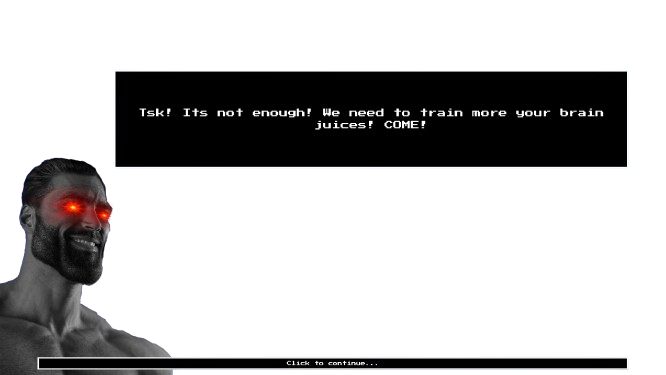 Tsk! Its not enough! We need to train more your brain
juices! COME!
Click to continue...